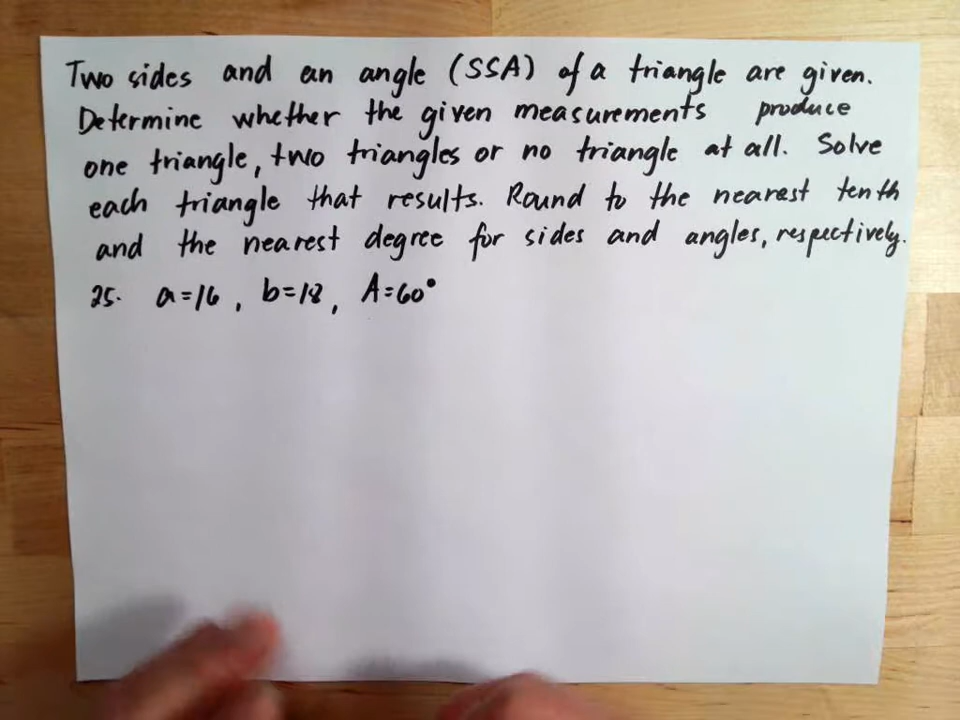 Two sides and an angle (SSA) of a triangle are given.
Determine whether the given measurements produce
one triangle, two triangles or no triangle at all. Solve
each triangle that results. Round to the nearest tenth
and the nearest degree for sides and angles, respectively.
25. a=16, b=18, A=60°